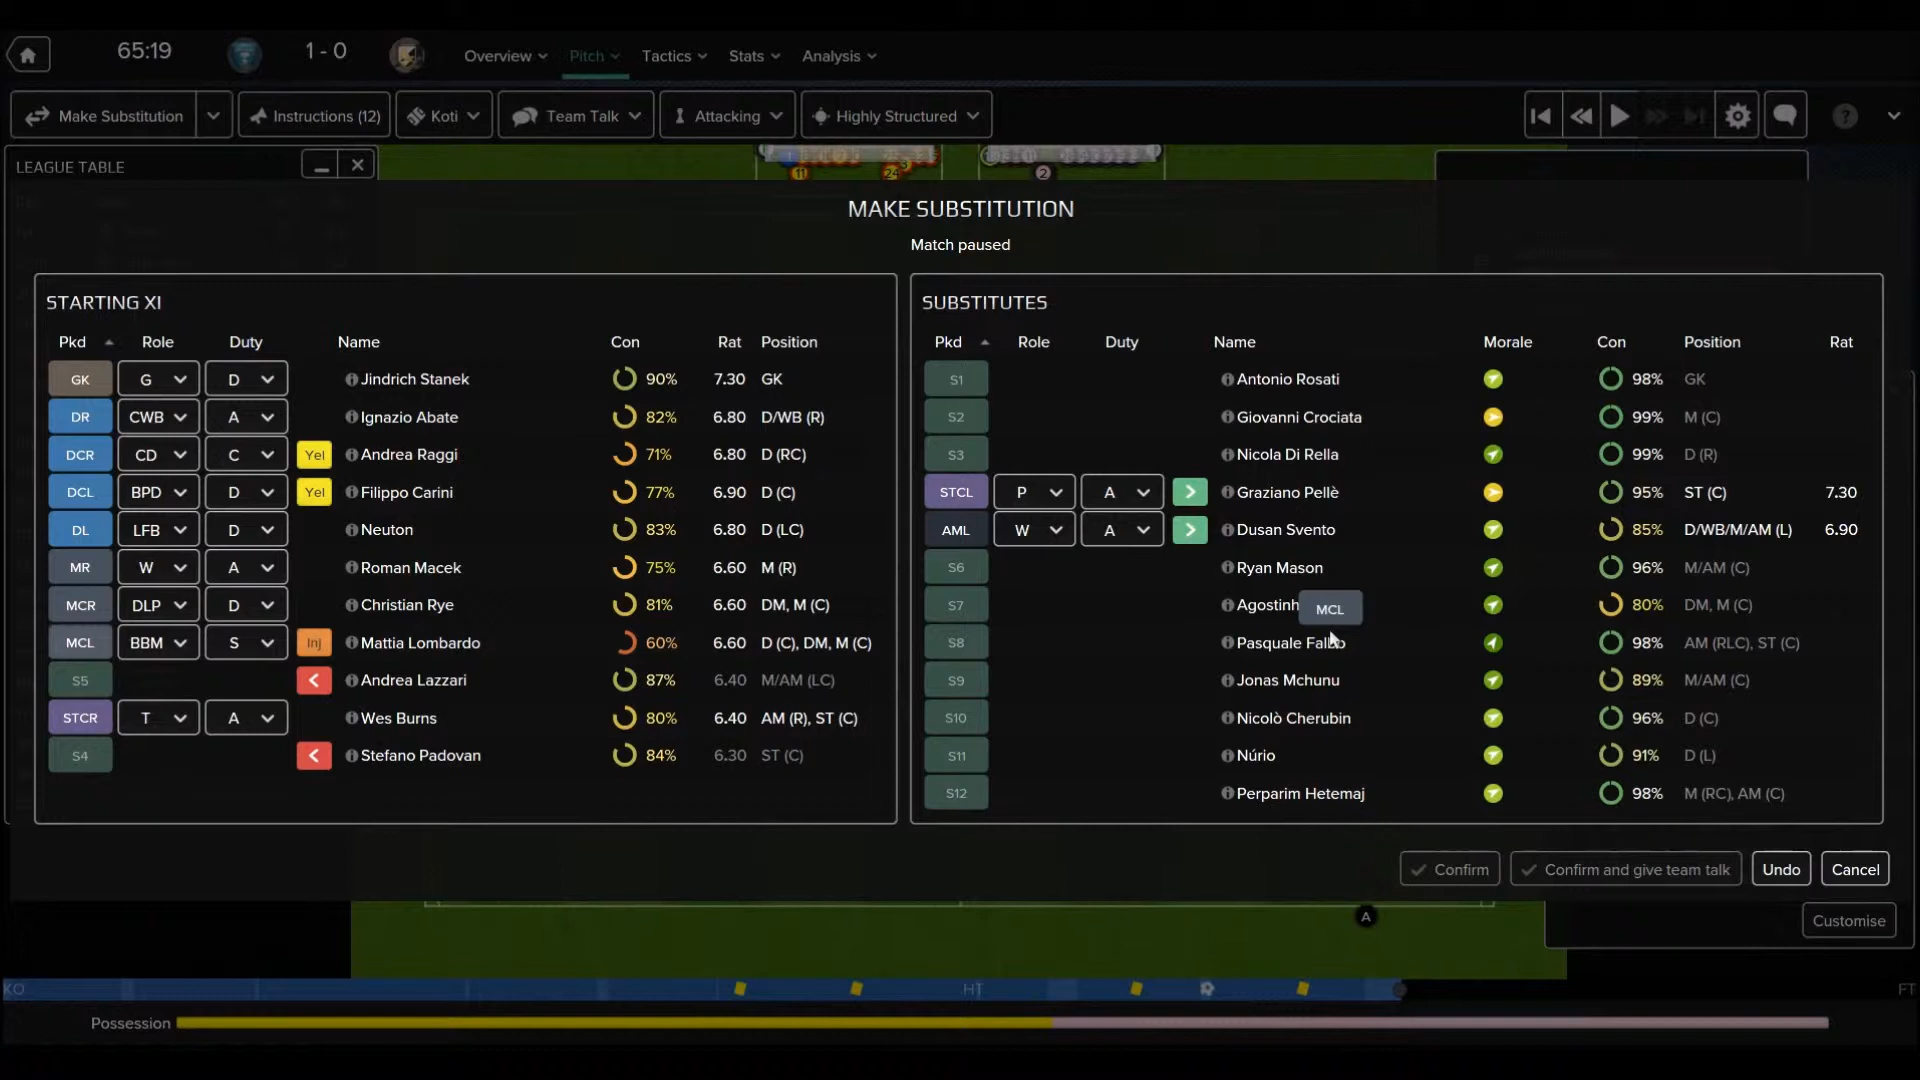 65:19
1 - 0
Overview
Pitch
Tactics
Stats
Analysis
Make Substitution
Instructions (12)
Koti
Team Talk
Attacking
Highly Structured
?
LEAGUE TABLE
11
24
3
2
MAKE SUBSTITUTION
Match paused
STARTING XI
Pkd Role Duty Name Con Rat Position
GK G D Jindrich Stanek 90% 7.30 GK
DR CWB A Ignazio Abate 82% 6.80 D/WB (R)
DCR CD C Yel Andrea Raggi 71% 6.80 D (RC)
DCL BPD D Yel Filippo Carini 77% 6.90 D (C)
DL LFB D Neuton 83% 6.80 D (LC)
MR W A Roman Macek 75% 6.60 M (R)
MCR DLP D Christian Rye 81% 6.60 DM, M (C)
MCL BBM S Inj Mattia Lombardo 60% 6.60 D (C), DM, M (C)
S5 Andrea Lazzari 87% 6.40 M/AM (LC)
STCR T A Wes Burns 80% 6.40 AM (R), ST (C)
S4 Stefano Padovan 84% 6.30 ST (C)
SUBSTITUTES
Pkd Role Duty Name Morale Con Position Rat
S1 Antonio Rosati 98% GK
S2 Giovanni Crociata 99% M (C)
S3 Nicola Di Rella 99% D (R)
STCL P A Graziano Pellè 95% ST (C) 7.30
AML W A Dusan Svento 85% D/WB/M/AM (L) 6.90
S6 Ryan Mason 96% M/AM (C)
S7 Agostinh MCL 80% DM, M (C)
S8 Pasquale 98% AM (RLC), ST (C)
S9 Jonas Mchunu 89% M/AM (C)
S10 Nicolò Cherubin 96% D (C)
S11 Núrio 91% D (L)
S12 Perparim Hetemaj 98% M (RC), AM (C)
Confirm
Confirm and give team talk
Undo
Cancel
A
Customise
KO
HT
FT
Possession